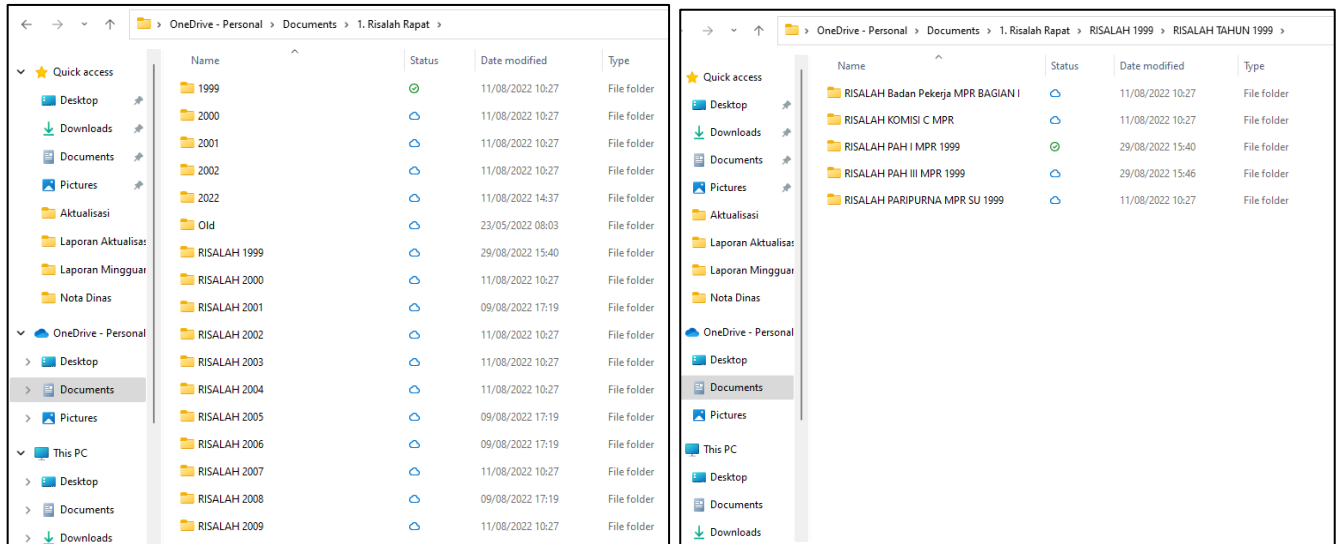 OneDrive - Personal > Documents > 1. Risalah Rapat >
Quick access
Desktop
Downloads
Documents
Pictures
Aktualisasi
Laporan Aktualisas
Laporan Mingguan
Nota Dinas
OneDrive - Personal
Desktop
Documents
Pictures
This PC
Desktop
Documents
Downloads
Name Status Date modified Type
1999 11/08/2022 10:27 File folder
2000 11/08/2022 10:27 File folder
2001 11/08/2022 10:27 File folder
2002 11/08/2022 10:27 File folder
2022 11/08/2022 14:37 File folder
Old 23/05/2022 08:03 File folder
RISALAH 1999 29/08/2022 15:40 File folder
RISALAH 2000 11/08/2022 10:27 File folder
RISALAH 2001 09/08/2022 17:19 File folder
RISALAH 2002 11/08/2022 10:27 File folder
RISALAH 2003 11/08/2022 10:27 File folder
RISALAH 2004 11/08/2022 10:27 File folder
RISALAH 2005 09/08/2022 17:19 File folder
RISALAH 2006 09/08/2022 17:19 File folder
RISALAH 2007 11/08/2022 10:27 File folder
RISALAH 2008 09/08/2022 17:19 File folder
RISALAH 2009 11/08/2022 10:27 File folder
OneDrive - Personal > Documents > 1. Risalah Rapat > RISALAH 1999 > RISALAH TAHUN 1999 >
Quick access
Desktop
Downloads
Documents
Pictures
Aktualisasi
Laporan Aktualisas
Laporan Mingguan
Nota Dinas
OneDrive - Personal
Desktop
Documents
Pictures
This PC
Desktop
Documents
Downloads
Name Status Date modified Type
RISALAH Badan Pekerja MPR BAGIAN I 11/08/2022 10:27 File folder
RISALAH KOMISI C MPR 11/08/2022 10:27 File folder
RISALAH PAH I MPR 1999 29/08/2022 15:40 File folder
RISALAH PAH III MPR 1999 29/08/2022 15:46 File folder
RISALAH PARIPURNA MPR SU 1999 11/08/2022 10:27 File folder